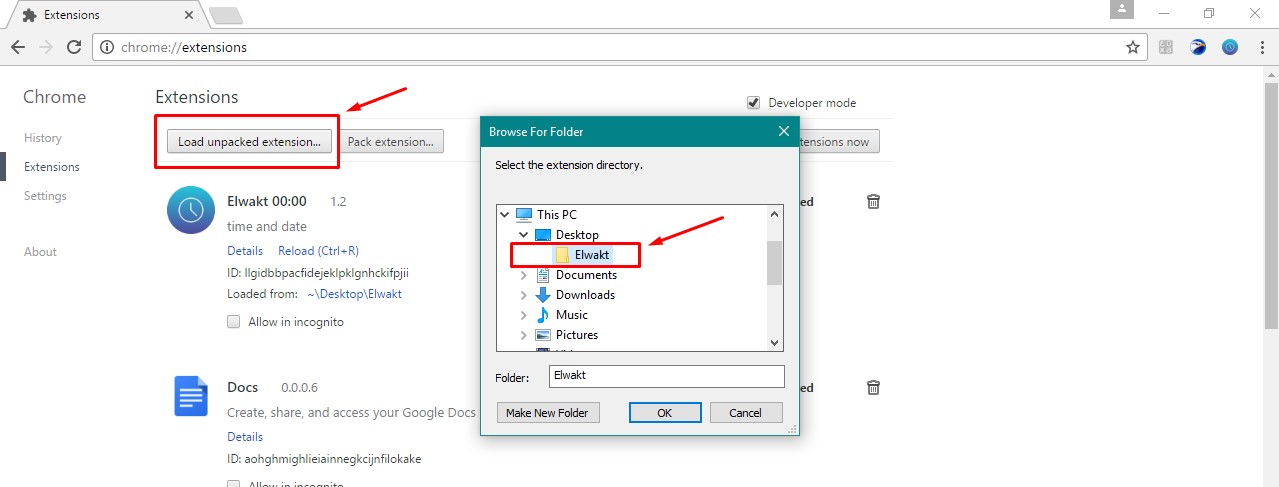 Extensions
chrome://extensions
Chrome
Extensions
Developer mode
History
Extensions
Settings
About
Load unpacked extension...
Pack extension...
tensions now
Elwakt 00:00 1.2
time and date
Details Reload (Ctrl+R)
ID: llgidbbpacfidejeklpklgnhckifpjii
Loaded from: ~\Desktop\Elwakt
Allow in incognito
ed
Docs 0.0.0.6
Create, share, and access your Google Docs
Details
ID: aohghmighlieiainnegkcijnfilokake
Allow in incognito
ed
Browse For Folder
Select the extension directory.
This PC
Desktop
Elwakt
Documents
Downloads
Music
Pictures
Folder: Elwakt
Make New Folder OK Cancel